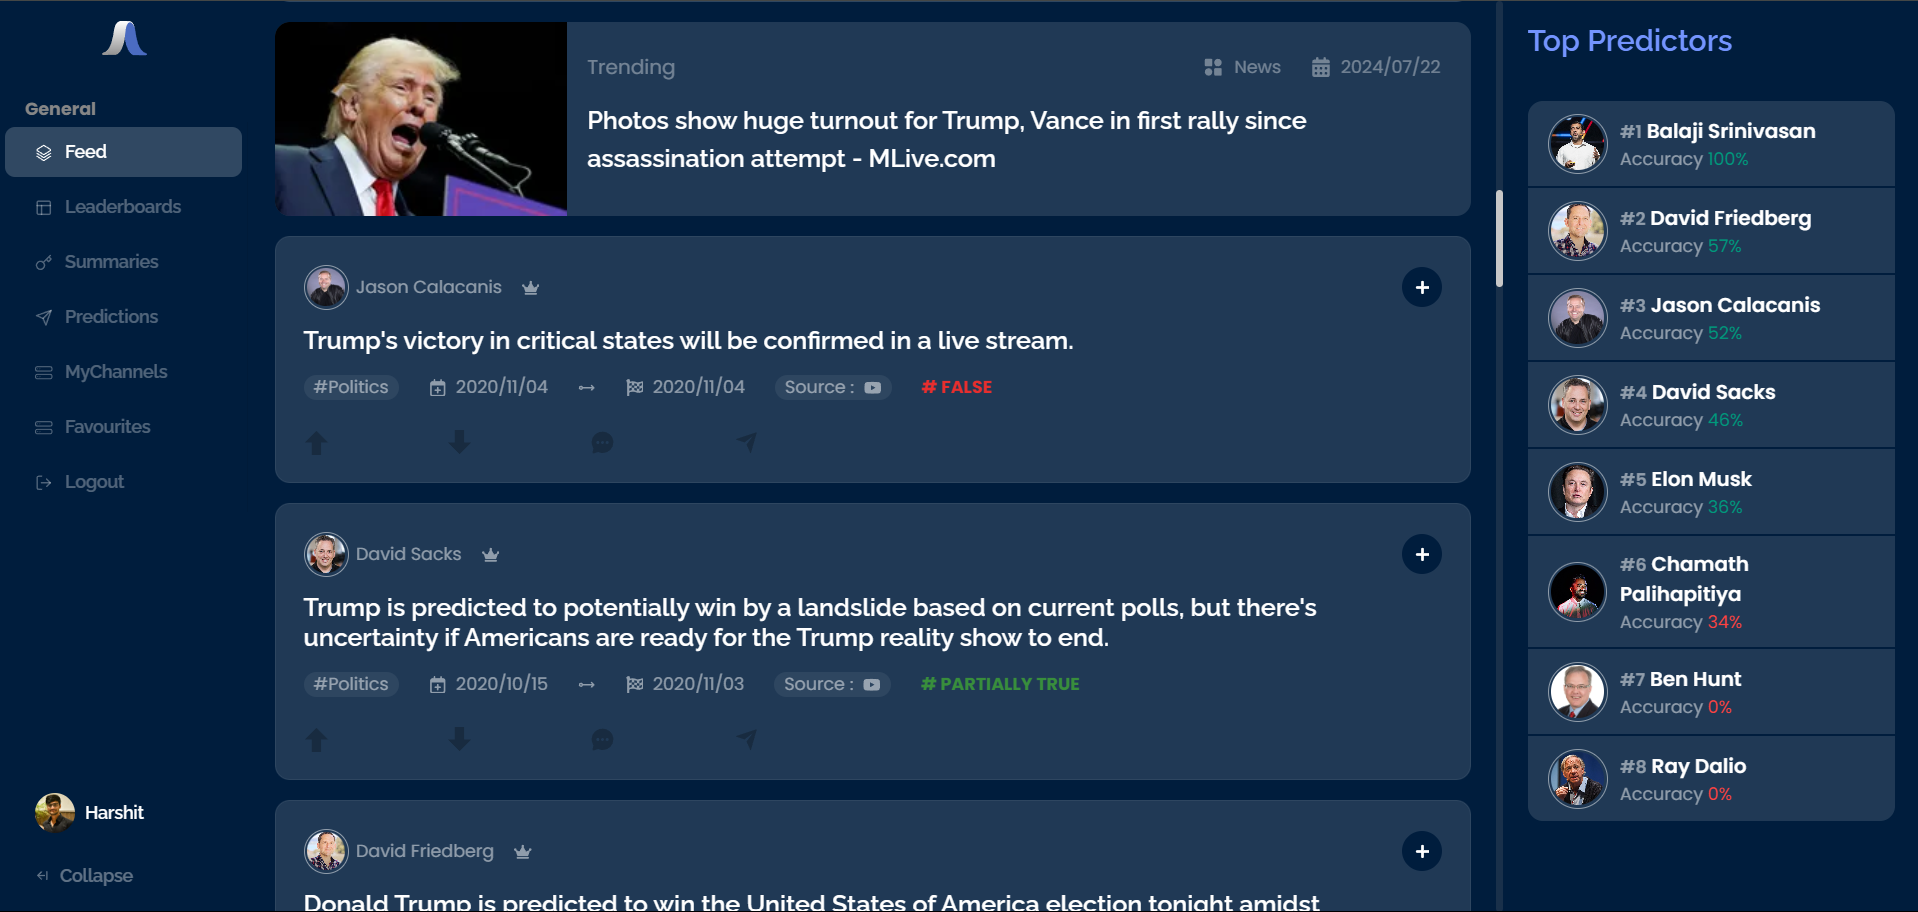 General
Feed
Leaderboards
Summaries
Predictions
MyChannels
Favourites
Logout
Harshit
Collapse
Trending
News
2024/07/22
Photos show huge turnout for Trump, Vance in first rally since
assassination attempt - MLive.com
Jason Calacanis
+
Trump's victory in critical states will be confirmed in a live stream.
#Politics 2020/11/04 2020/11/04 Source : # FALSE
David Sacks
+
Trump is predicted to potentially win by a landslide based on current polls, but there's
uncertainty if Americans are ready for the Trump reality show to end.
#Politics 2020/10/15 2020/11/03 Source : # PARTIALLY TRUE
David Friedberg
+
Donald Trump is predicted to win the United States of America election tonight amidst
Top Predictors
#1 Balaji Srinivasan
Accuracy 100%
#2 David Friedberg
Accuracy 57%
#3 Jason Calacanis
Accuracy 52%
#4 David Sacks
Accuracy 46%
#5 Elon Musk
Accuracy 36%
#6 Chamath
Palihapitiya
Accuracy 34%
#7 Ben Hunt
Accuracy 0%
#8 Ray Dalio
Accuracy 0%